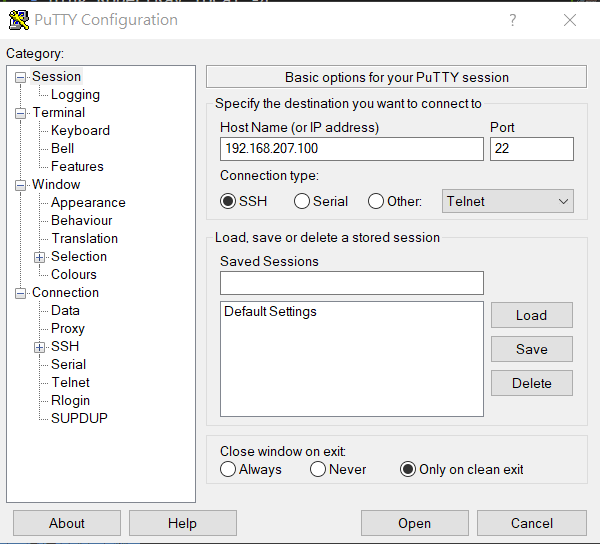 PuTTY Configuration
Category:
Session
Logging
Terminal
Keyboard
Bell
Features
Window
Appearance
Behaviour
Translation
Selection
Colours
Connection
Data
Proxy
SSH
Serial
Telnet
Rlogin
SUPDUP
Basic options for your PuTTY session
Specify the destination you want to connect to
Host Name (or IP address) Port
192.168.207.100 22
Connection type:
SSH Serial Other: Telnet
Load, save or delete a stored session
Saved Sessions
Default Settings
Load
Save
Delete
Close window on exit:
Always Never Only on clean exit
About Help Open Cancel